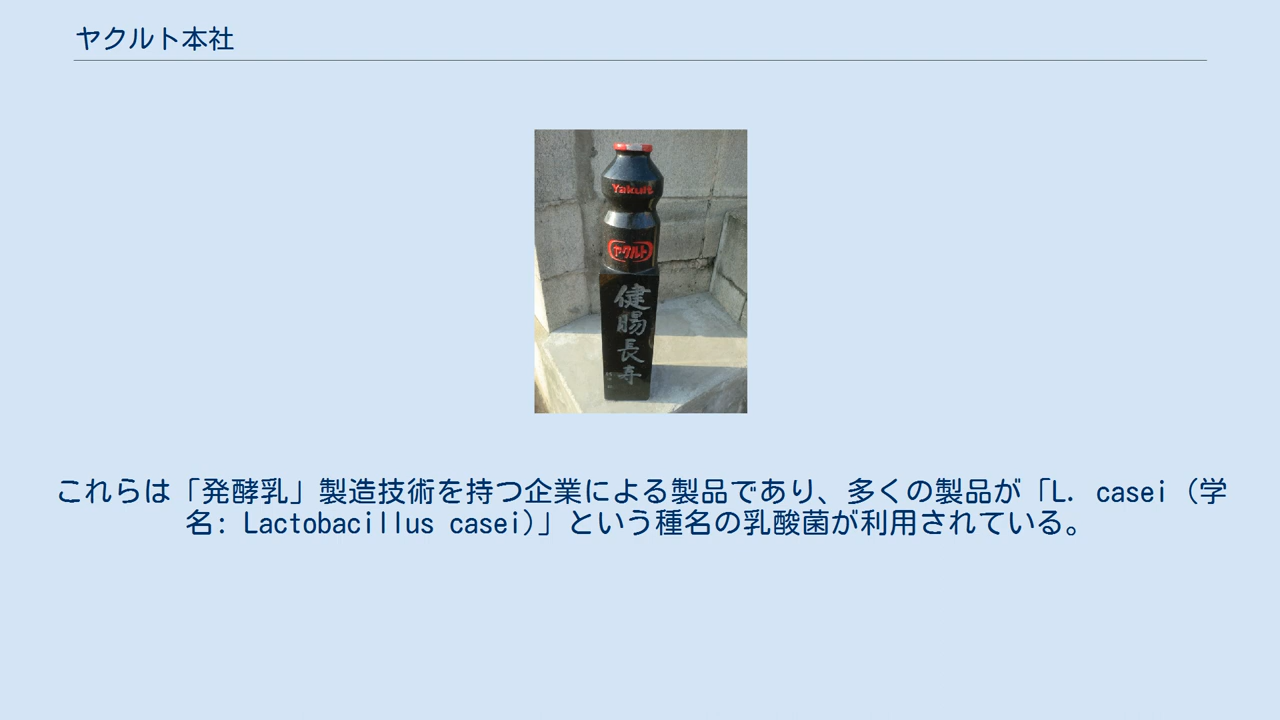 ヤクルト本社
Yakult
ヤクルト
健
腸
長
寿
これらは「発酵乳」製造技術を持つ企業による製品であり、多くの製品が「L. casei (学
名: Lactobacillus casei)」という種名の乳酸菌が利用されている。